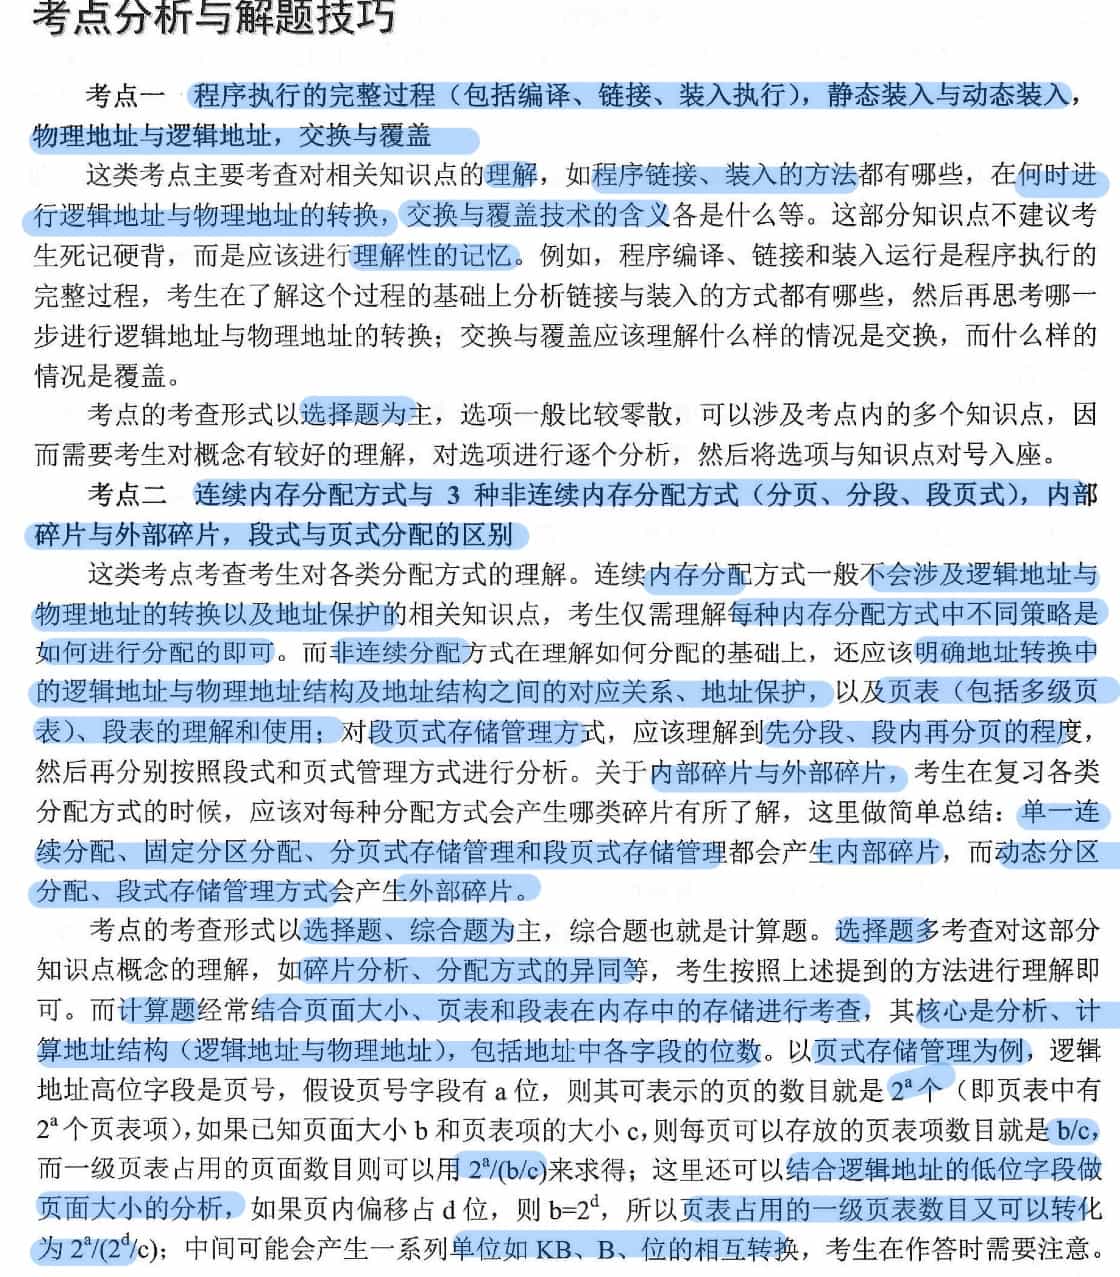 考点分析与解题技巧
考点一 程序执行的完整过程（包括编译、链接、装入执行），静态装入与动态装入，
物理地址与逻辑地址，交换与覆盖
这类考点主要考查对相关知识点的理解，如程序链接、装入的方法都有哪些，在何时进
行逻辑地址与物理地址的转换，交换与覆盖技术的含义各是什么等。这部分知识点不建议考
生死记硬背，而是应该进行理解性的记忆。例如，程序编译、链接和装入运行是程序执行的
完整过程，考生在了解这个过程的基础上分析链接与装入的方式都有哪些，然后再思考哪一
步进行逻辑地址与物理地址的转换；交换与覆盖应该理解什么样的情况是交换，而什么样的
情况是覆盖。
考点的考查形式以选择题为主，选项一般比较零散，可以涉及考点内的多个知识点，因
而需要考生对概念有较好的理解，对选项进行逐个分析，然后将选项与知识点对号入座。
考点二 连续内存分配方式与 3 种非连续内存分配方式（分页、分段、段页式），内部
碎片与外部碎片，段式与页式分配的区别
这类考点考查考生对各类分配方式的理解。连续内存分配方式一般不会涉及逻辑地址与
物理地址的转换以及地址保护的相关知识点，考生仅需理解每种内存分配方式中不同策略是
如何进行分配的即可。而非连续分配方式在理解如何分配的基础上，还应该明确地址转换中
的逻辑地址与物理地址结构及地址结构之间的对应关系、地址保护，以及页表（包括多级页
表）、段表的理解和使用；对段页式存储管理方式，应该理解到先分段、段内再分页的程度，
然后再分别按照段式和页式管理方式进行分析。关于内部碎片与外部碎片，考生在复习各类
分配方式的时候，应该对每种分配方式会产生哪类碎片有所了解，这里做简单总结：单一连
续分配、固定分区分配、分页式存储管理和段页式存储管理都会产生内部碎片，而动态分区
分配、段式存储管理方式会产生外部碎片。
考点的考查形式以选择题、综合题为主，综合题也就是计算题。选择题多考查对这部分
知识点概念的理解，如碎片分析、分配方式的异同等，考生按照上述提到的方法进行理解即
可。而计算题经常结合页面大小、页表和段表在内存中的存储进行考查，其核心是分析、计
算地址结构（逻辑地址与物理地址），包括地址中各字段的位数。以页式存储管理为例，逻辑
地址高位字段是页号，假设页号字段有 a 位，则其可表示的页的数目就是 2ᵃ 个（即页表中有
2ᵃ 个页表项），如果已知页面大小 b 和页表项的大小 c，则每页可以存放的页表项数目就是 b/c，
而一级页表占用的页面数目则可以用 2ᵃ/(b/c)来求得；这里还可以结合逻辑地址的低位字段做
页面大小的分析，如果页内偏移占 d 位，则 b=2ᵈ，所以页表占用的一级页表数目又可以转化
为 2ᵃ/(2ᵈ/c)；中间可能会产生一系列单位如 KB、B、位的相互转换，考生在作答时需要注意。